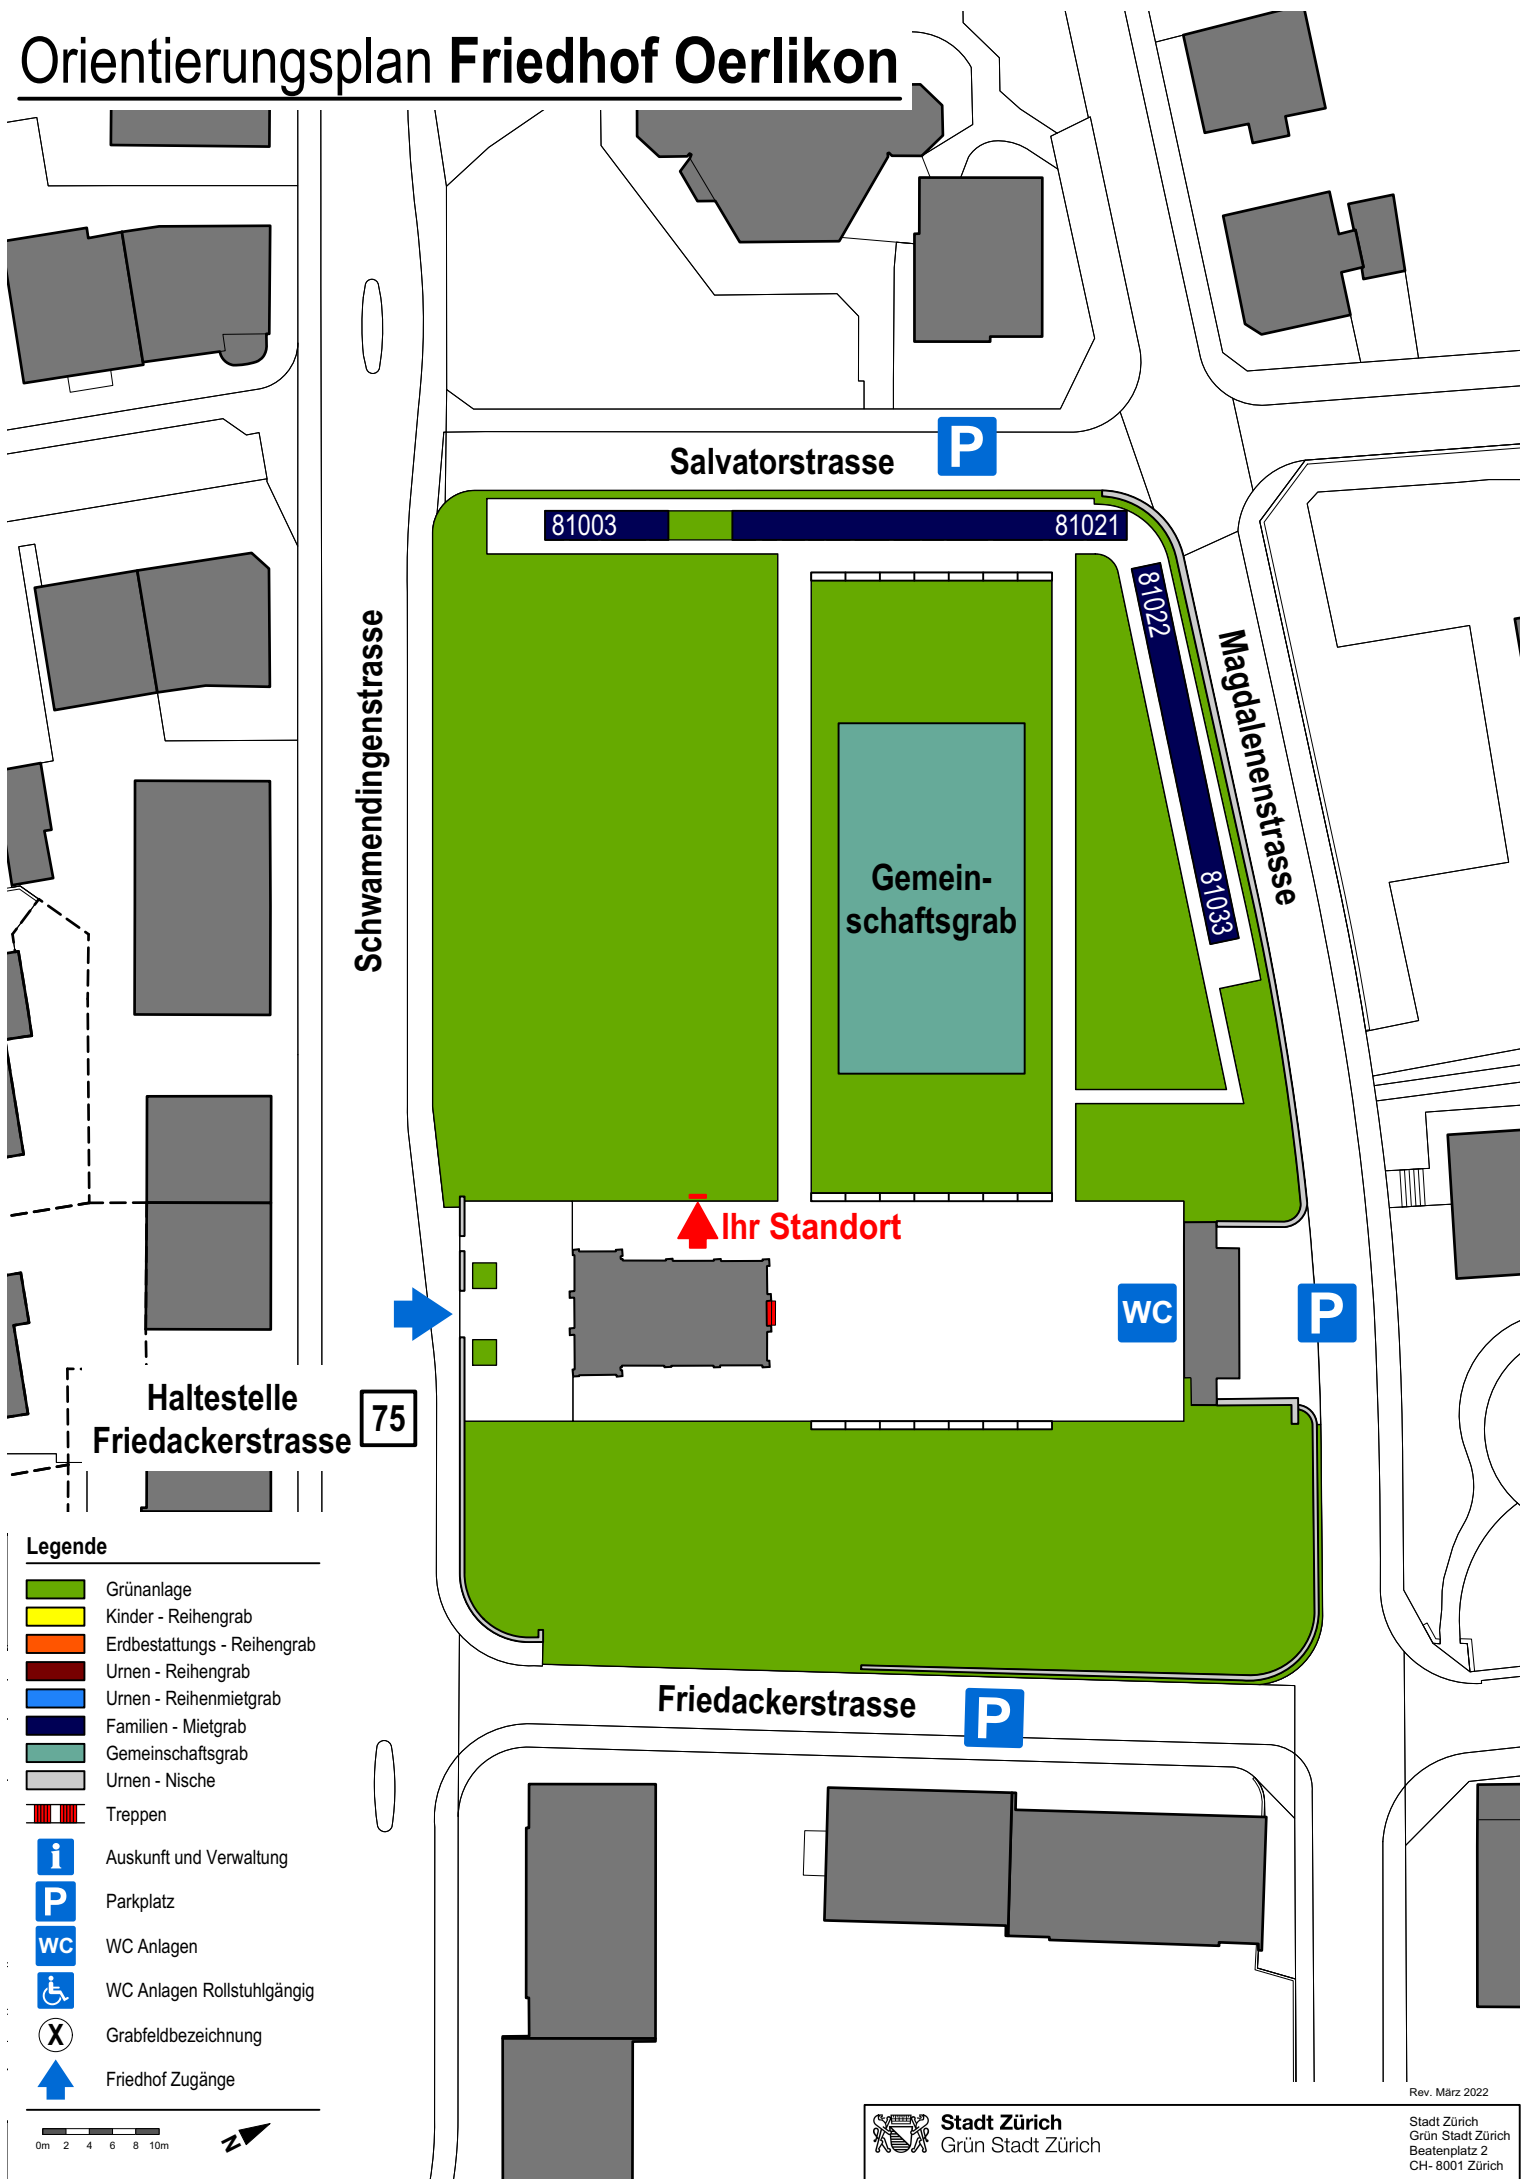 Orientierungsplan Friedhof Oerlikon
Salvatorstrasse
P
81003
81021
81022
81033
Schwamendingenstrasse
Magdalenenstrasse
Gemein-
schaftsgrab
Ihr Standort
WC
P
Haltestelle
Friedackerstrasse
75
Friedackerstrasse
P
Legende
Grünanlage
Kinder - Reihengrab
Erdbestattungs - Reihengrab
Urnen - Reihengrab
Urnen - Reihenmietgrab
Familien - Mietgrab
Gemeinschaftsgrab
Urnen - Nische
Treppen
i Auskunft und Verwaltung
P Parkplatz
WC WC Anlagen
WC Anlagen Rollstuhlgängig
X Grabfeldbezeichnung
Friedhof Zugänge
0m 2 4 6 8 10m
N
Rev. März 2022
Stadt Zürich
Grün Stadt Zürich
Stadt Zürich
Grün Stadt Zürich
Beatenplatz 2
CH- 8001 Zürich